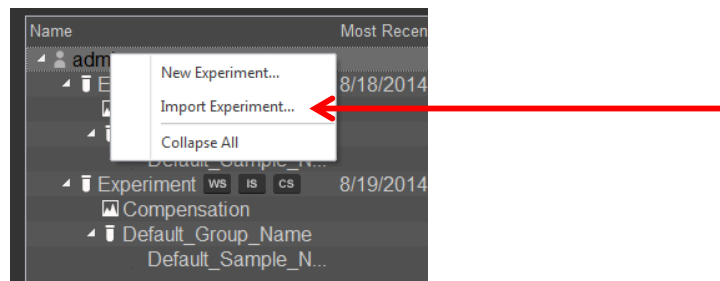 Name Most Recen
adm
New Experiment...
E 8/18/2014
Import Experiment...
Collapse All
Default_Sample_N...
Experiment WS IS CS 8/19/2014
Compensation
Default_Group_Name
Default_Sample_N...